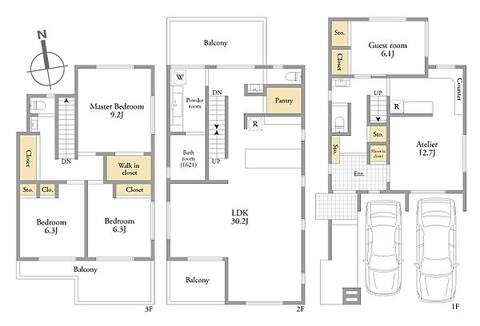 N
Master Bedroom
9.2J
DN
Closet
Walk in
closet
Sto.
Clo.
Closet
Bedroom
6.3J
Bedroom
6.3J
Balcony
3F
Balcony
W
DN
Powder
room
Pantry
R
Bath
room
(1621)
UP
LDK
30.2J
Balcony
2F
Sto.
Guest room
6.1J
Closet
Counter
UP
R
Sto.
Sto.
Shoes in
closet
Atelier
12.7J
Ent.
1F